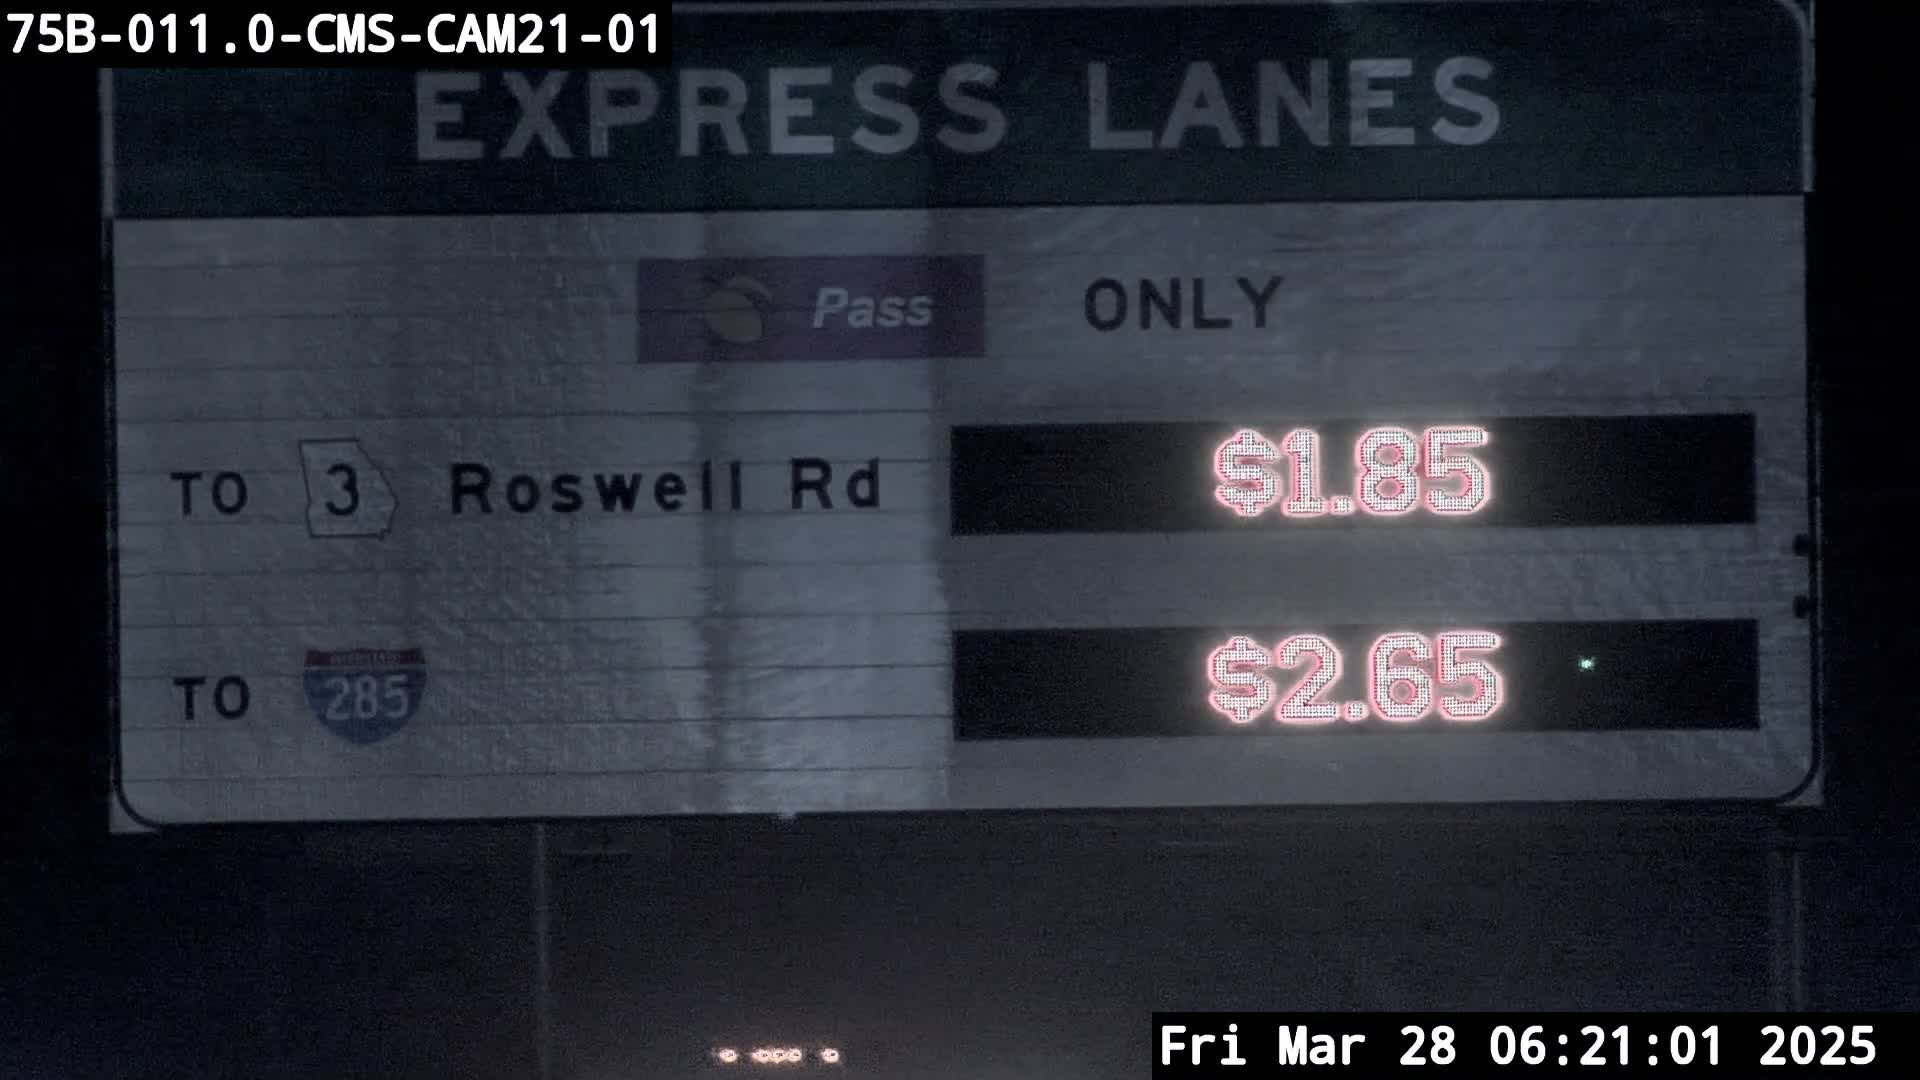 75B-011.0-CMS-CAM21-01
EXPRESS LANES
Pass ONLY
TO 3 Roswell Rd $1.85
TO 285 $2.65
Fri Mar 28 06:21:01 2025